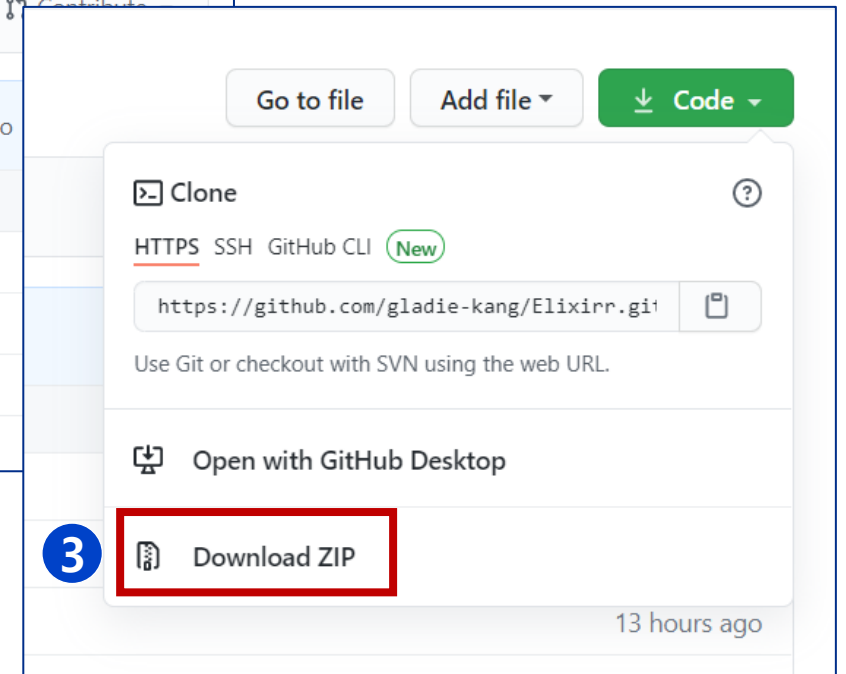 Contribute
o
Go to file
Add file
Code
Clone
HTTPS SSH GitHub CLI New
https://github.com/gladie-kang/Elixirr.git
Use Git or checkout with SVN using the web URL.
Open with GitHub Desktop
3
Download ZIP
13 hours ago